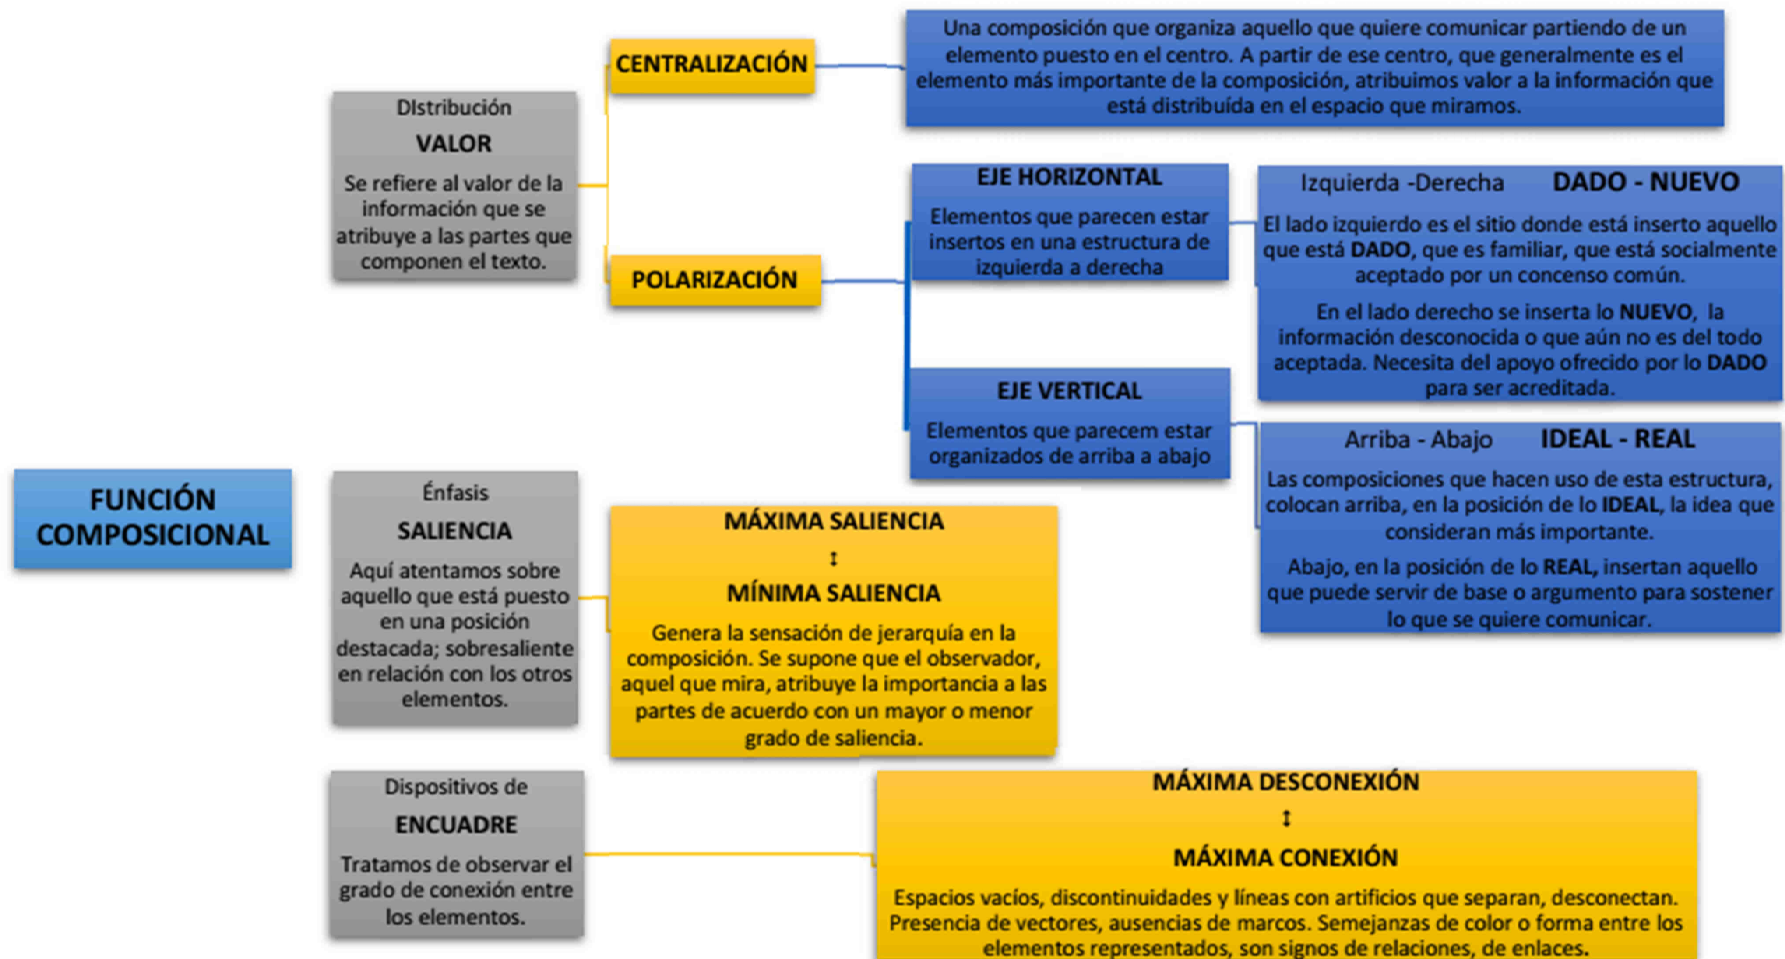 FUNCIÓN
COMPOSICIONAL
DIstribución
VALOR
Se refiere al valor de la
información que se
atribuye a las partes que
componen el texto.
CENTRALIZACIÓN
Una composición que organiza aquello que quiere comunicar partiendo de un
elemento puesto en el centro. A partir de ese centro, que generalmente es el
elemento más importante de la composición, atribuimos valor a la información que
está distribuída en el espacio que miramos.
POLARIZACIÓN
EJE HORIZONTAL
Elementos que parecen estar
insertos en una estructura de
izquierda a derecha
Izquierda -Derecha DADO - NUEVO
El lado izquierdo es el sitio donde está inserto aquello
que está DADO, que es familiar, que está socialmente
aceptado por un concenso común.
En el lado derecho se inserta lo NUEVO, la
información desconocida o que aún no es del todo
aceptada. Necesita del apoyo ofrecido por lo DADO
para ser acreditada.
EJE VERTICAL
Elementos que parecem estar
organizados de arriba a abajo
Arriba - Abajo IDEAL - REAL
Las composiciones que hacen uso de esta estructura,
colocan arriba, en la posición de lo IDEAL, la idea que
consideran más importante.
Abajo, en la posición de lo REAL, insertan aquello
que puede servir de base o argumento para sostener
lo que se quiere comunicar.
Énfasis
SALIENCIA
Aquí atentamos sobre
aquello que está puesto
en una posición
destacada; sobresaliente
en relación con los otros
elementos.
MÁXIMA SALIENCIA
↕
MÍNIMA SALIENCIA
Genera la sensación de jerarquía en la
composición. Se supone que el observador,
aquel que mira, atribuye la importancia a las
partes de acuerdo con un mayor o menor
grado de saliencia.
Dispositivos de
ENCUADRE
Tratamos de observar el
grado de conexión entre
los elementos.
MÁXIMA DESCONEXIÓN
↕
MÁXIMA CONEXIÓN
Espacios vacíos, discontinuidades y líneas con artificios que separan, desconectan.
Presencia de vectores, ausencias de marcos. Semejanzas de color o forma entre los
elementos representados, son signos de relaciones, de enlaces.